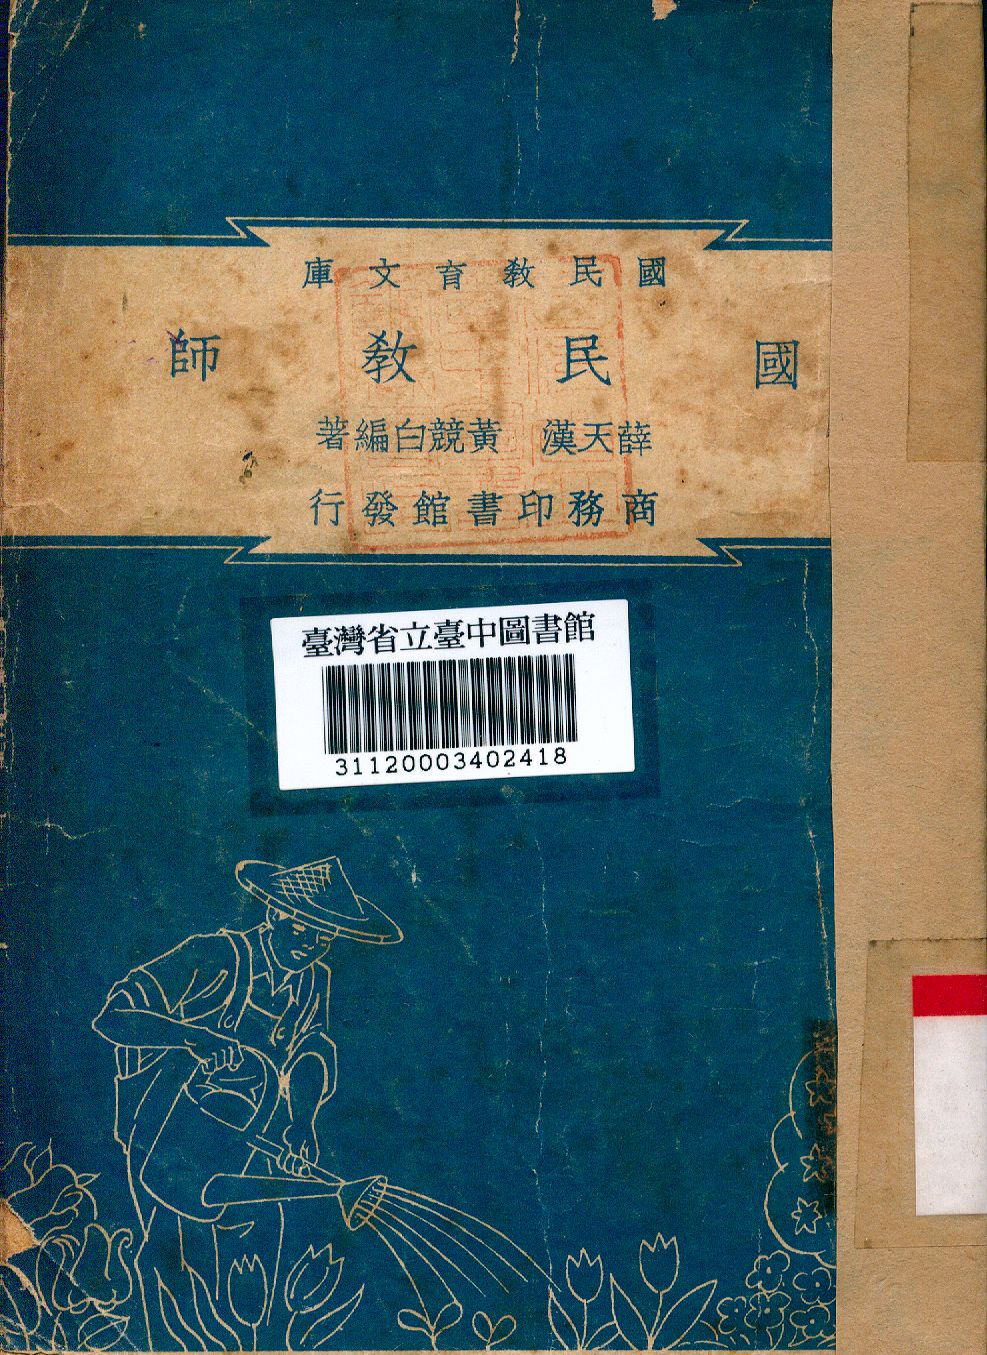 國民教育文庫
國民教師
薛天漢 黃競白編著
商務印書館發行
臺灣省立臺中圖書館
31120003402418